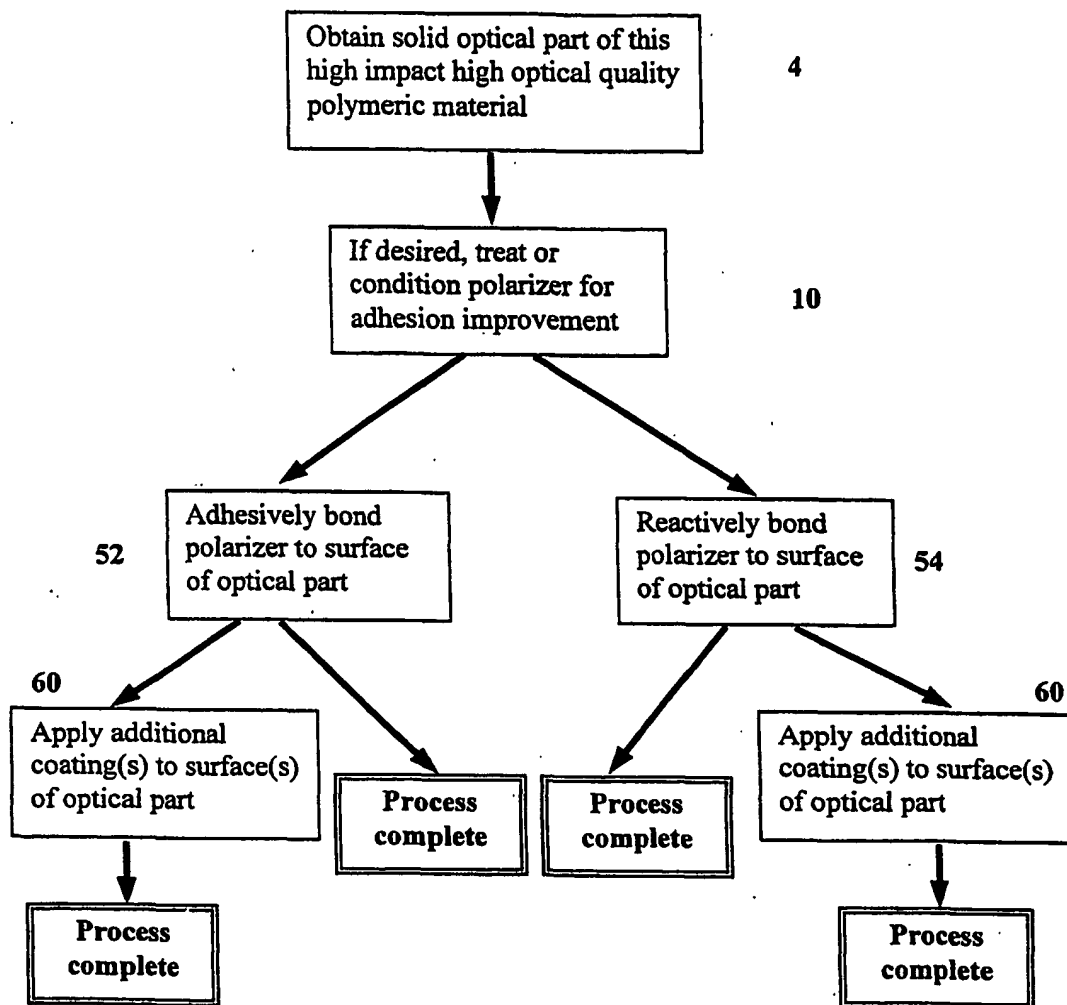 Obtain solid optical part of this
high impact high optical quality
polymeric material
4
If desired, treat or
condition polarizer for
adhesion improvement
10
52
Adhesively bond
polarizer to surface
of optical part
Reactively bond
polarizer to surface
of optical part
54
60
Apply additional
coating(s) to surface(s)
of optical part
Process
complete
Process
complete
60
Apply additional
coating(s) to surface(s)
of optical part
Process
complete
Process
complete